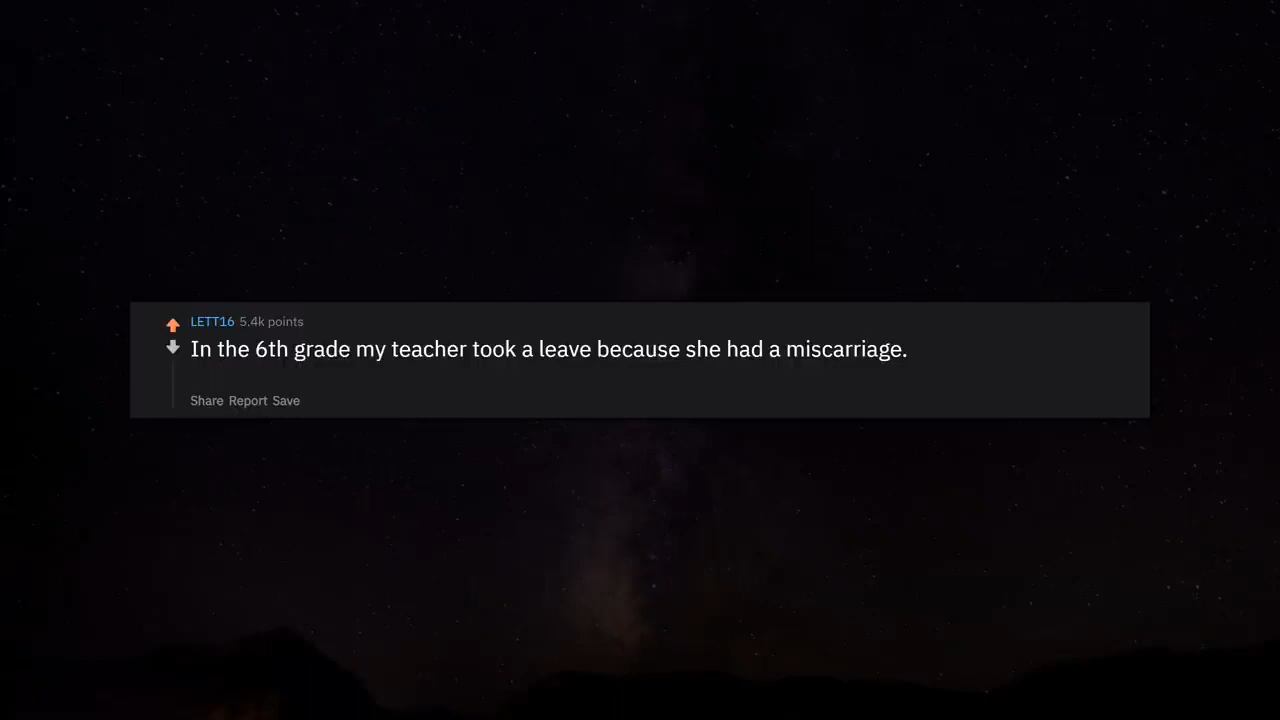 LETT16 5.4k points
In the 6th grade my teacher took a leave because she had a miscarriage.
Share Report Save